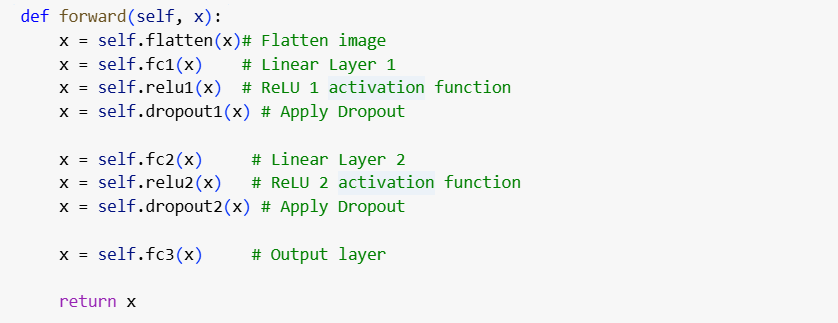 def forward(self, x):
    x = self.flatten(x)# Flatten image
    x = self.fc1(x)    # Linear Layer 1
    x = self.relu1(x)  # ReLU 1 activation function
    x = self.dropout1(x) # Apply Dropout

    x = self.fc2(x)     # Linear Layer 2
    x = self.relu2(x)   # ReLU 2 activation function
    x = self.dropout2(x) # Apply Dropout

    x = self.fc3(x)     # Output layer

    return x